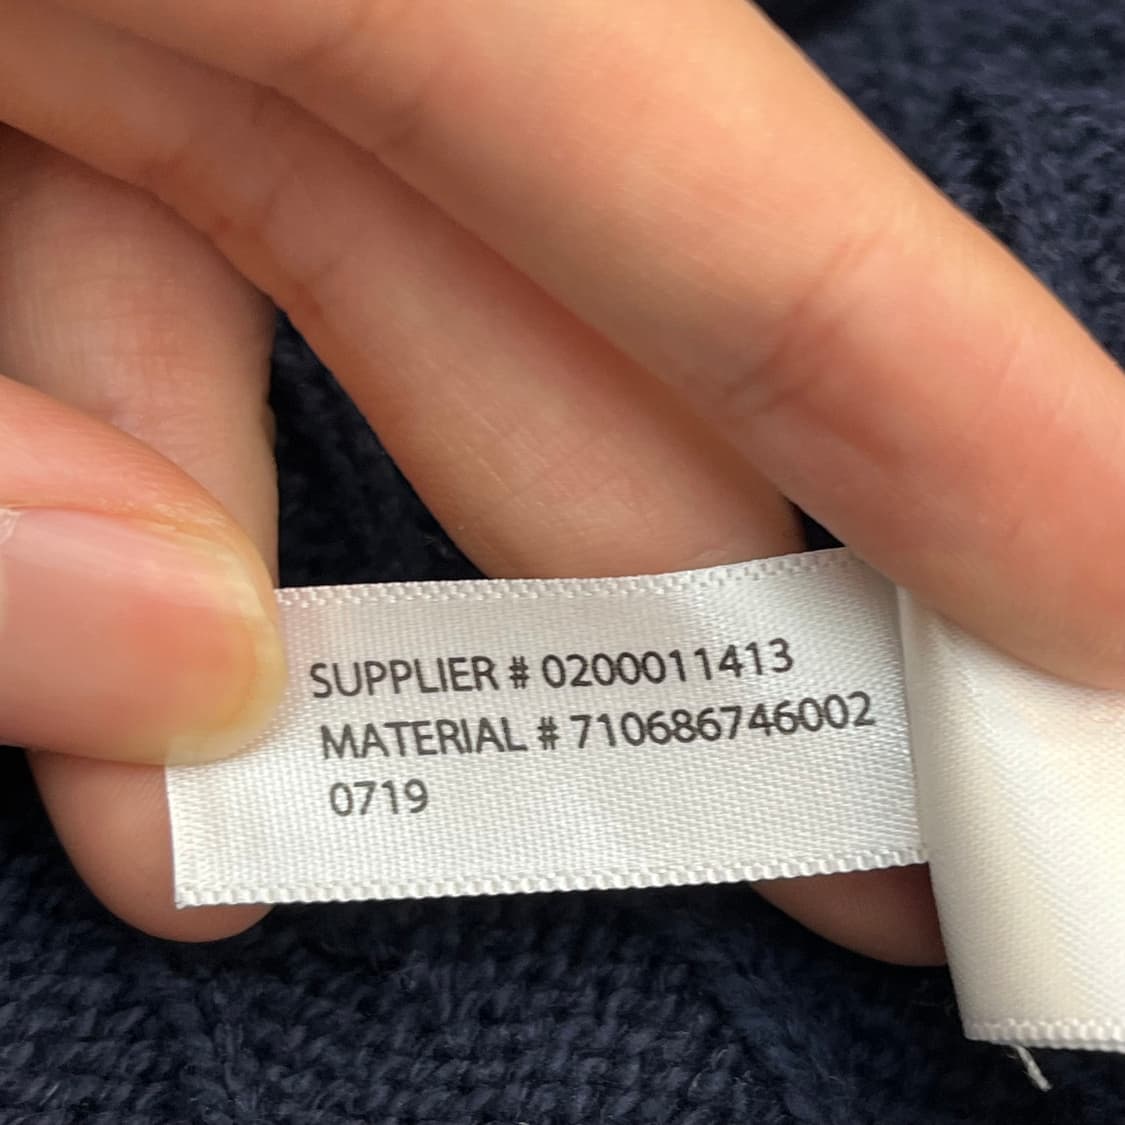 SUPPLIER # 0200011413
MATERIAL # 710686746002
0719